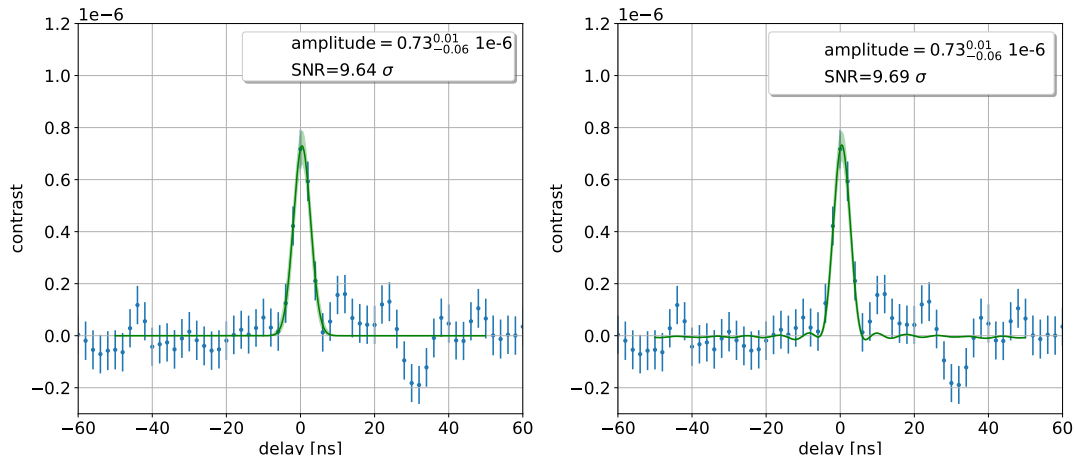 1e−6
amplitude = 0.73^{0.01}_{−0.06} 1e-6
SNR=9.64 σ
1.2
1.0
0.8
0.6
0.4
0.2
0.0
−0.2
contrast
−60 −40 −20 0 20 40 60
delay [ns]
1e−6
amplitude = 0.73^{0.01}_{−0.06} 1e-6
SNR=9.69 σ
1.2
1.0
0.8
0.6
0.4
0.2
0.0
−0.2
contrast
−60 −40 −20 0 20 40 60
delay [ns]